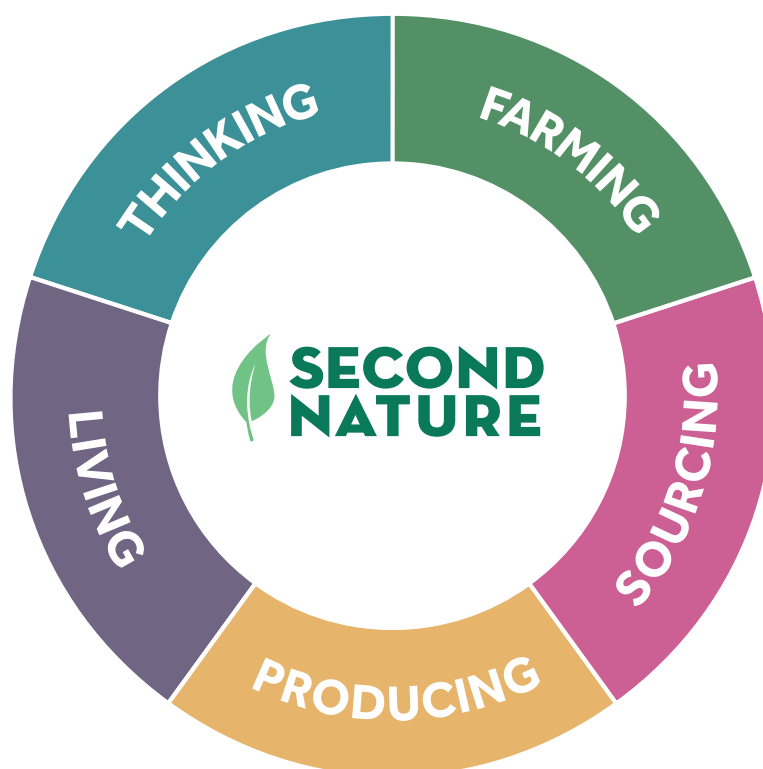 THINKING
FARMING
SECOND
NATURE
LIVING
SOURCING
PRODUCING